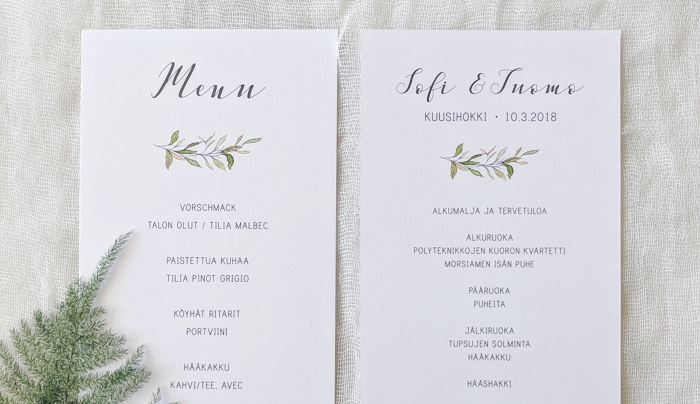 Menu
VORSCHMACK
TALON OLUT / TILIA MALBEC
PAISTETTUA KUHAA
TILIA PINOT GRIGIO
KÖYHÄT RITARIT
PORTVIINI
HÄÄKAKKU
KAHVI/TEE, AVEC
Sofi & Tuomo
KUUSIHOKKI • 10.3.2018
ALKUMALJA JA TERVETULOA
ALKURUOKA
POLYTEKNIKKOJEN KUORON KVARTETTI
MORSIAMEN ISÄN PUHE
PÄÄRUOKA
PUHEITA
JÄLKIRUOKA
TUPSUJEN SOLMINTA
HÄÄKAKKU
HÄÄSHAKKI